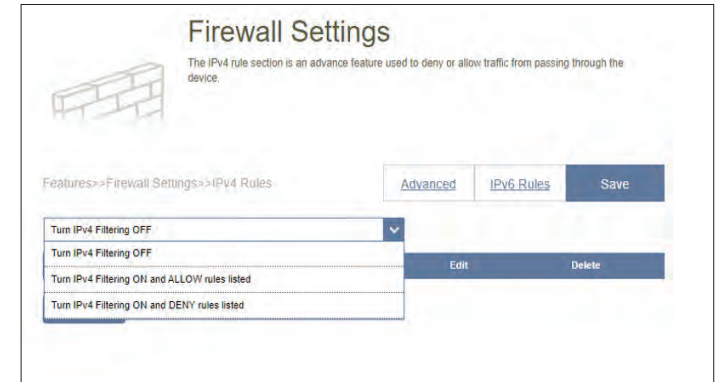 Firewall Settings
The IPv4 rule section is an advance feature used to deny or allow traffic from passing through the
device.
Features>>Firewall Settings>>IPv4 Rules
Advanced
IPv6 Rules
Save
Turn IPv4 Filtering OFF
Turn IPv4 Filtering OFF
Edit
Delete
Turn IPv4 Filtering ON and ALLOW rules listed
Turn IPv4 Filtering ON and DENY rules listed